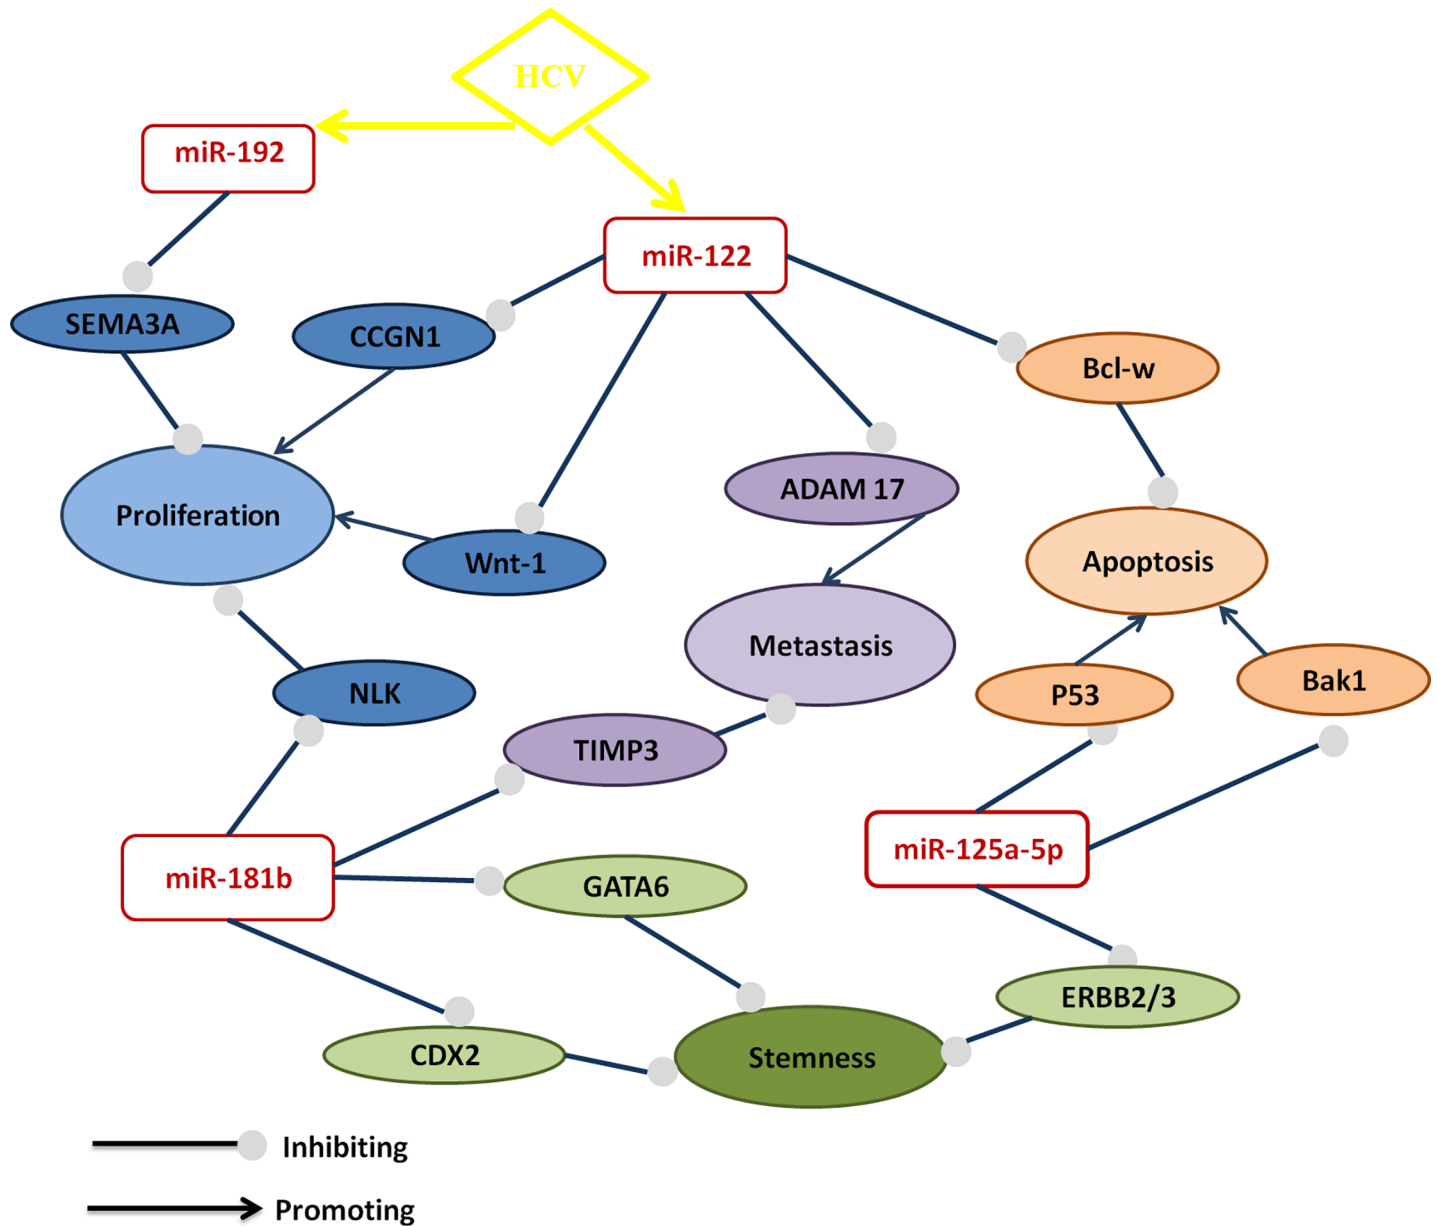 HCV
miR-192
miR-122
SEMA3A
CCGN1
Bcl-w
ADAM 17
Proliferation
Wnt-1
Apoptosis
Metastasis
NLK
P53
Bak1
TIMP3
miR-181b
GATA6
miR-125a-5p
ERBB2/3
CDX2
Stemness
Inhibiting
Promoting